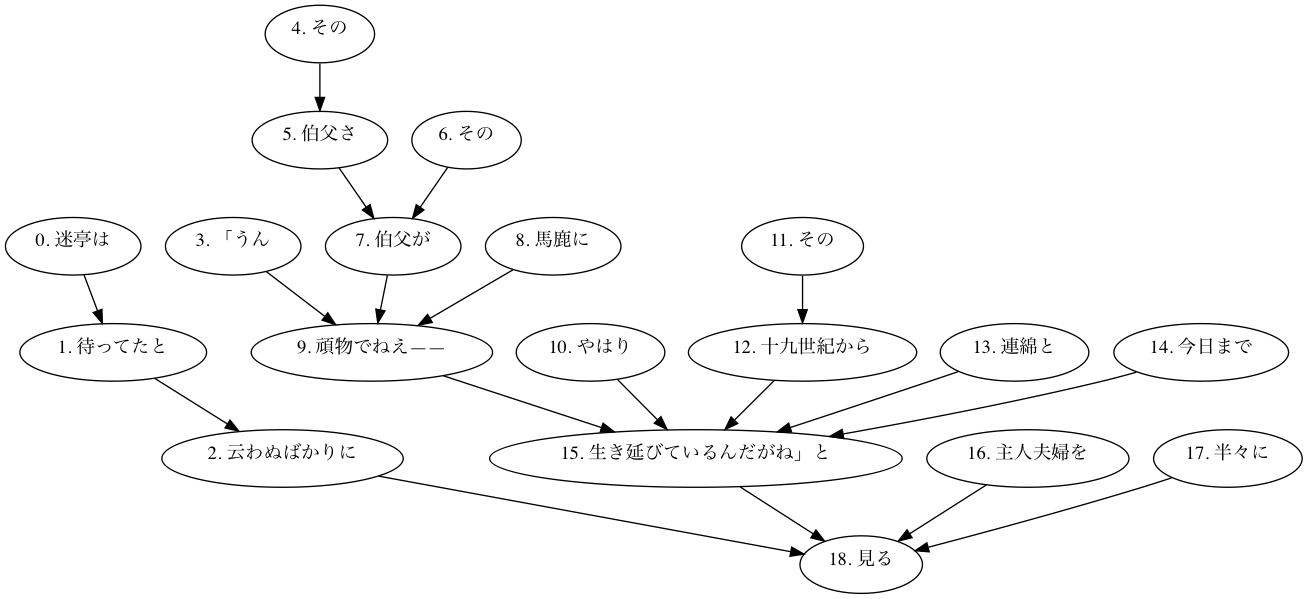 4. その
5. 伯父さ
6. その
0. 迷亭は
3. 「うん
7. 伯父が
8. 馬鹿に
11. その
1. 待ってたと
9. 頑物でねえ——
10. やはり
12. 十九世紀から
13. 連綿と
14. 今日まで
2. 云わぬばかりに
15. 生き延びているんだがね」と
16. 主人夫婦を
17. 半々に
18. 見る